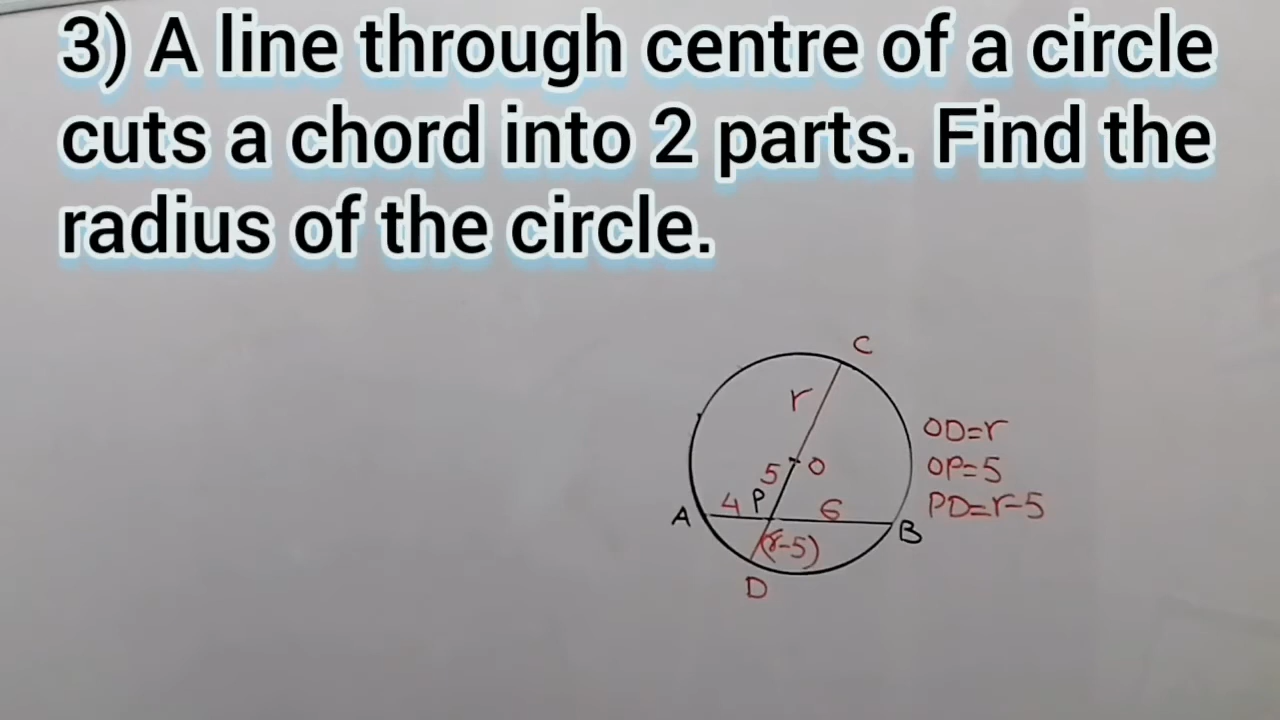 3) A line through centre of a circle
cuts a chord into 2 parts. Find the
radius of the circle.
C
r
OD=r
5 O
OP=5
A 4 P 6 B
PD=r-5
(r-5)
D